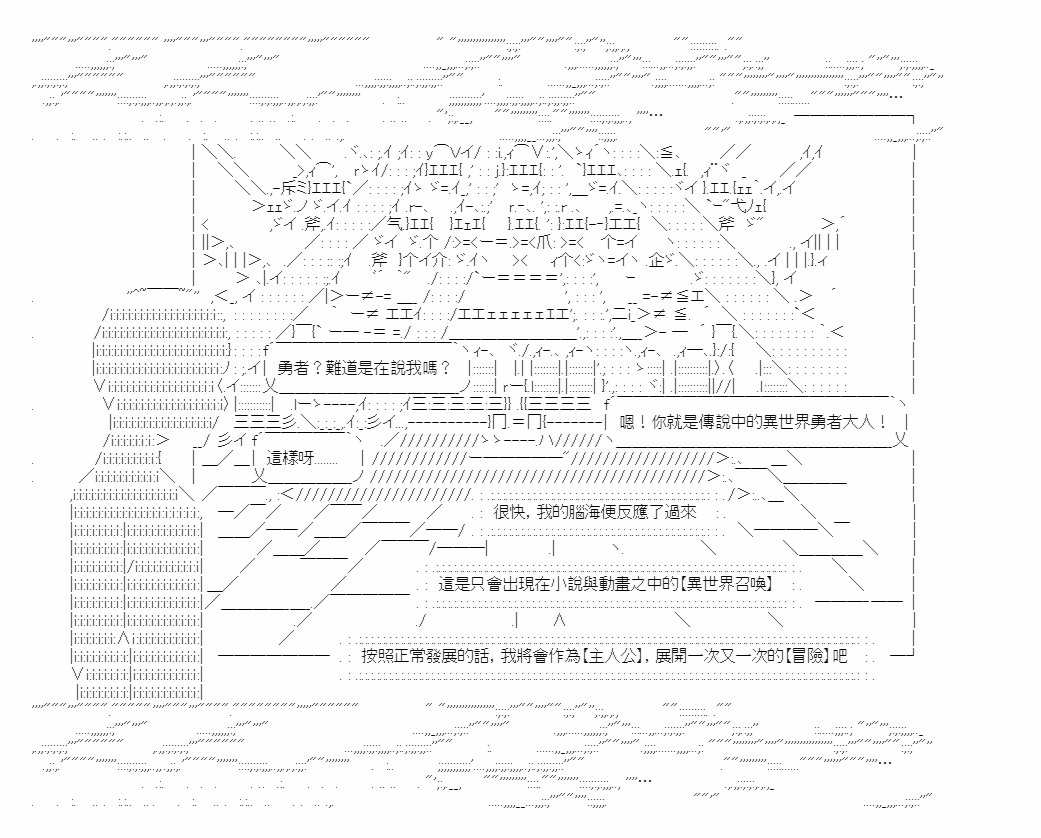 勇者？難道是在說我嗎？
嗯！你就是傳說中的異世界勇者大人！
這樣呀........
很快，我的腦海便反應了過來
這是只會出現在小說與動畫之中的【異世界召喚】
按照正常發展的話，我將會作為【主人公】，展開一次又一次的【冒險】吧